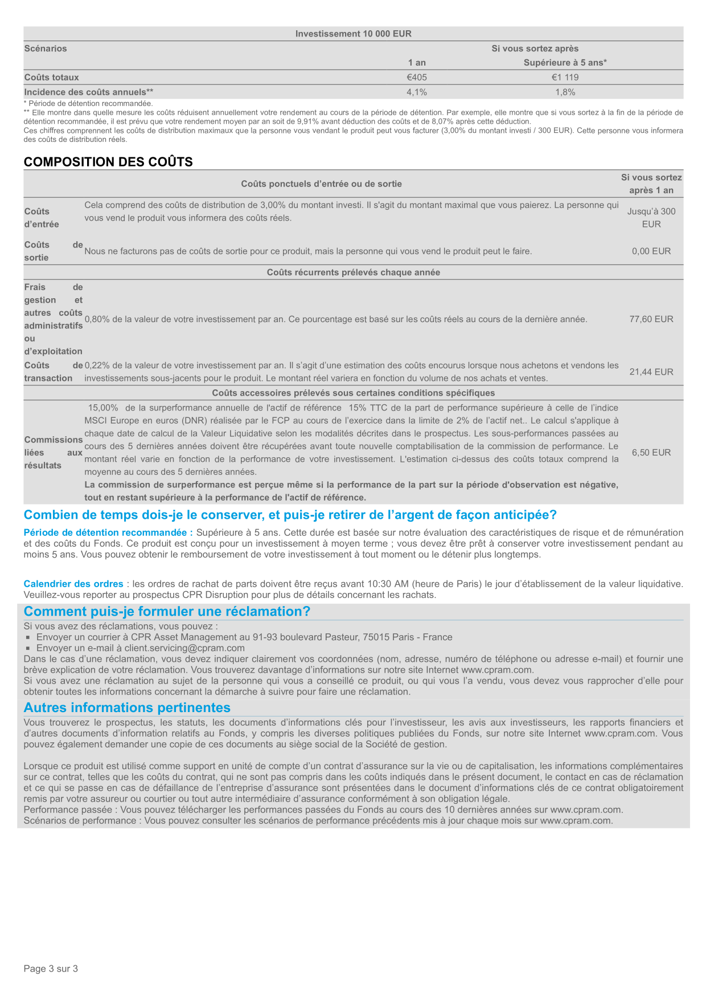 Investissement 10 000 EUR
Scénarios Si vous sortez après
1 an Supérieure à 5 ans*
Coûts totaux €405 €1 119
Incidence des coûts annuels** 4,1% 1,8%
* Période de détention recommandée.
** Elle montre dans quelle mesure les coûts réduisent annuellement votre rendement au cours de la période de détention. Par exemple, elle montre que si vous sortez à la fin de la période de
détention recommandée, il est prévu que votre rendement moyen par an soit de 9,91% avant déduction des coûts et de 8,07% après cette déduction.
Ces chiffres comprennent les coûts de distribution maximaux que la personne vous vendant le produit peut vous facturer (3,00% du montant investi / 300 EUR). Cette personne vous informera
des coûts de distribution réels.
COMPOSITION DES COÛTS
Coûts ponctuels d’entrée ou de sortie
Si vous sortez
après 1 an
Coûts
d’entrée
Cela comprend des coûts de distribution de 3,00% du montant investi. Il s'agit du montant maximal que vous paierez. La personne qui
vous vend le produit vous informera des coûts réels.
Jusqu’à 300
EUR
Coûts de
sortie
Nous ne facturons pas de coûts de sortie pour ce produit, mais la personne qui vous vend le produit peut le faire.
0,00 EUR
Coûts récurrents prélevés chaque année
Frais de
gestion et
autres coûts
administratifs
ou
d’exploitation
0,80% de la valeur de votre investissement par an. Ce pourcentage est basé sur les coûts réels au cours de la dernière année.
77,60 EUR
Coûts de
transaction
0,22% de la valeur de votre investissement par an. Il s’agit d’une estimation des coûts encourus lorsque nous achetons et vendons les
investissements sous-jacents pour le produit. Le montant réel variera en fonction du volume de nos achats et ventes.
21,44 EUR
Coûts accessoires prélevés sous certaines conditions spécifiques
Commissions
liées aux
résultats
15,00% de la surperformance annuelle de l'actif de référence 15% TTC de la part de performance supérieure à celle de l’indice
MSCI Europe en euros (DNR) réalisée par le FCP au cours de l’exercice dans la limite de 2% de l’actif net.. Le calcul s'applique à
chaque date de calcul de la Valeur Liquidative selon les modalités décrites dans le prospectus. Les sous-performances passées au
cours des 5 dernières années doivent être récupérées avant toute nouvelle comptabilisation de la commission de performance. Le
montant réel varie en fonction de la performance de votre investissement. L'estimation ci-dessus des coûts totaux comprend la
moyenne au cours des 5 dernières années.
La commission de surperformance est perçue même si la performance de la part sur la période d'observation est négative,
tout en restant supérieure à la performance de l'actif de référence.
6,50 EUR
Combien de temps dois-je le conserver, et puis-je retirer de l’argent de façon anticipée?
Période de détention recommandée : Supérieure à 5 ans. Cette durée est basée sur notre évaluation des caractéristiques de risque et de rémunération
et des coûts du Fonds. Ce produit est conçu pour un investissement à moyen terme ; vous devez être prêt à conserver votre investissement pendant au
moins 5 ans. Vous pouvez obtenir le remboursement de votre investissement à tout moment ou le détenir plus longtemps.
Calendrier des ordres : les ordres de rachat de parts doivent être reçus avant 10:30 AM (heure de Paris) le jour d’établissement de la valeur liquidative.
Veuillez-vous reporter au prospectus CPR Disruption pour plus de détails concernant les rachats.
Comment puis-je formuler une réclamation?
Si vous avez des réclamations, vous pouvez :
▪ Envoyer un courrier à CPR Asset Management au 91-93 boulevard Pasteur, 75015 Paris - France
▪ Envoyer un e-mail à client.servicing@cpram.com
Dans le cas d’une réclamation, vous devez indiquer clairement vos coordonnées (nom, adresse, numéro de téléphone ou adresse e-mail) et fournir une
brève explication de votre réclamation. Vous trouverez davantage d’informations sur notre site Internet www.cpram.com.
Si vous avez une réclamation au sujet de la personne qui vous a conseillé ce produit, ou qui vous l’a vendu, vous devez vous rapprocher d’elle pour
obtenir toutes les informations concernant la démarche à suivre pour faire une réclamation.
Autres informations pertinentes
Vous trouverez le prospectus, les statuts, les documents d’informations clés pour l’investisseur, les avis aux investisseurs, les rapports financiers et
d’autres documents d’information relatifs au Fonds, y compris les diverses politiques publiées du Fonds, sur notre site Internet www.cpram.com. Vous
pouvez également demander une copie de ces documents au siège social de la Société de gestion.
Lorsque ce produit est utilisé comme support en unité de compte d’un contrat d’assurance sur la vie ou de capitalisation, les informations complémentaires
sur ce contrat, telles que les coûts du contrat, qui ne sont pas compris dans les coûts indiqués dans le présent document, le contact en cas de réclamation
et ce qui se passe en cas de défaillance de l’entreprise d’assurance sont présentées dans le document d’informations clés de ce contrat obligatoirement
remis par votre assureur ou courtier ou tout autre intermédiaire d’assurance conformément à son obligation légale.
Performance passée : Vous pouvez télécharger les performances passées du Fonds au cours des 10 dernières années sur www.cpram.com.
Scénarios de performance : Vous pouvez consulter les scénarios de performance précédents mis à jour chaque mois sur www.cpram.com.
Page 3 sur 3